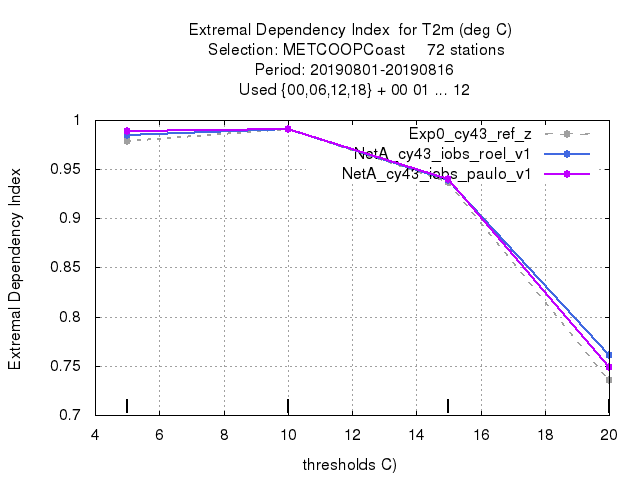 Extremal Dependency Index for T2m (deg C)
Selection: METCOOPCoast 72 stations
Period: 20190801-20190816
Used {00,06,12,18} + 00 01 ... 12
Exp0_cy43_ref_z
NetA_cy43_iobs_roel_v1
NetA_cy43_iobs_paulo_v1
Extremal Dependency Index
1
0.95
0.9
0.85
0.8
0.75
0.7
4 6 8 10 12 14 16 18 20
thresholds C)